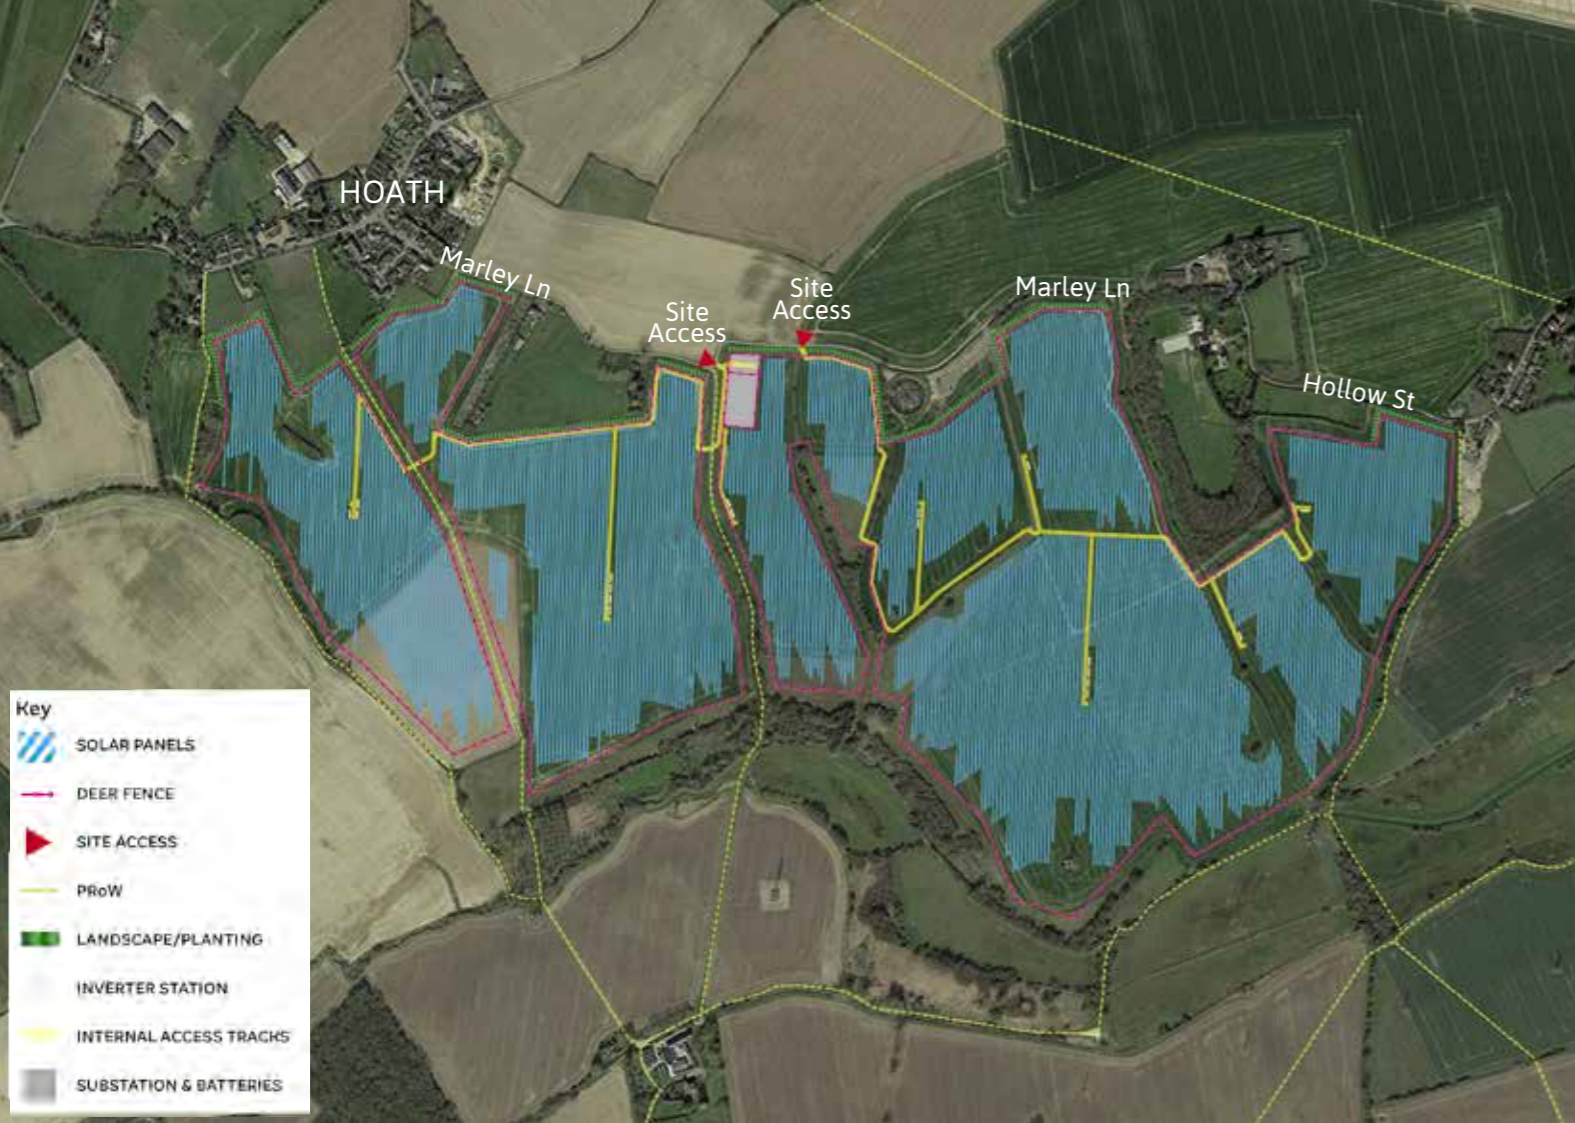 HOATH
Marley Ln
Site
Access
Site
Access
Marley Ln
Hollow St
Key
SOLAR PANELS
DEER FENCE
SITE ACCESS
PRoW
LANDSCAPE/PLANTING
INVERTER STATION
INTERNAL ACCESS TRACKS
SUBSTATION & BATTERIES